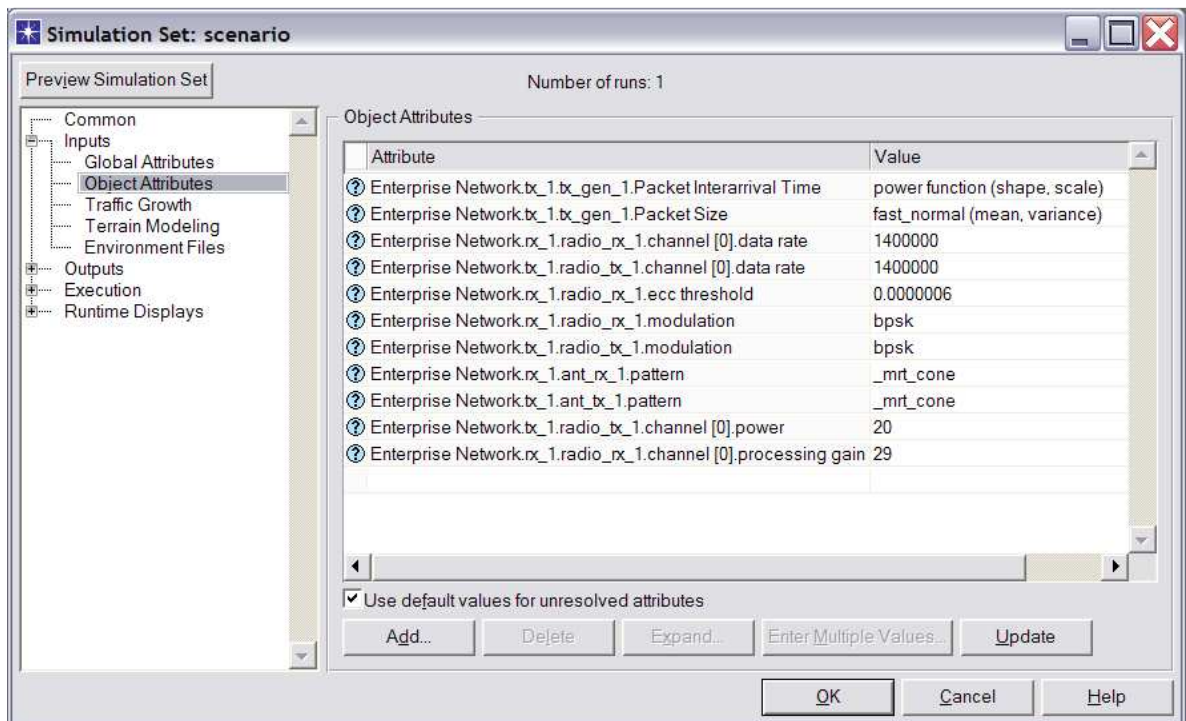 Simulation Set: scenario
Preview Simulation Set
Number of runs: 1
Common
Inputs
Global Attributes
Object Attributes
Traffic Growth
Terrain Modeling
Environment Files
Outputs
Execution
Runtime Displays
Object Attributes
Attribute Value
Enterprise Network.tx_1.tx_gen_1.Packet Interarrival Time power function (shape, scale)
Enterprise Network.tx_1.tx_gen_1.Packet Size fast_normal (mean, variance)
Enterprise Network.rx_1.radio_rx_1.channel [0].data rate 1400000
Enterprise Network.tx_1.radio_tx_1.channel [0].data rate 1400000
Enterprise Network.rx_1.radio_rx_1.ecc threshold 0.0000006
Enterprise Network.rx_1.radio_rx_1.modulation bpsk
Enterprise Network.tx_1.radio_tx_1.modulation bpsk
Enterprise Network.rx_1.ant_rx_1.pattern _mrt_cone
Enterprise Network.tx_1.ant_tx_1.pattern _mrt_cone
Enterprise Network.tx_1.radio_tx_1.channel [0].power 20
Enterprise Network.rx_1.radio_rx_1.channel [0].processing gain 29
Use default values for unresolved attributes
Add... Delete Expand... Enter Multiple Values... Update
OK Cancel Help